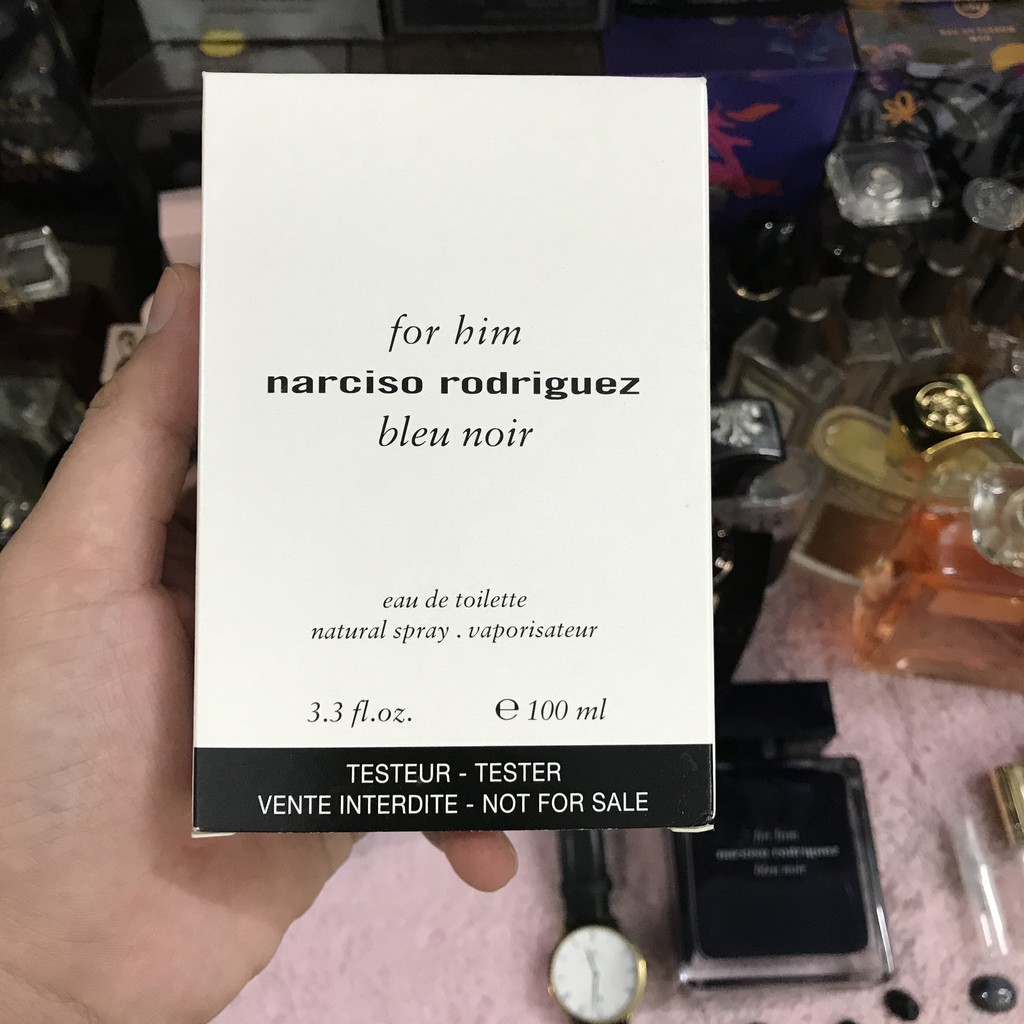 for him
narciso rodriguez
bleu noir
eau de toilette
natural spray . vaporisateur
3.3 fl.oz. ℮ 100 ml
TESTEUR - TESTER
VENTE INTERDITE - NOT FOR SALE
for him
narciso rodriguez
bleu noir